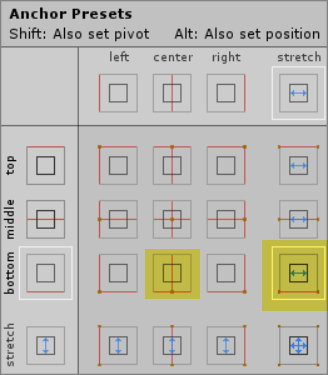 Anchor Presets
Shift: Also set pivot Alt: Also set position
left center right stretch
top
middle
bottom
stretch